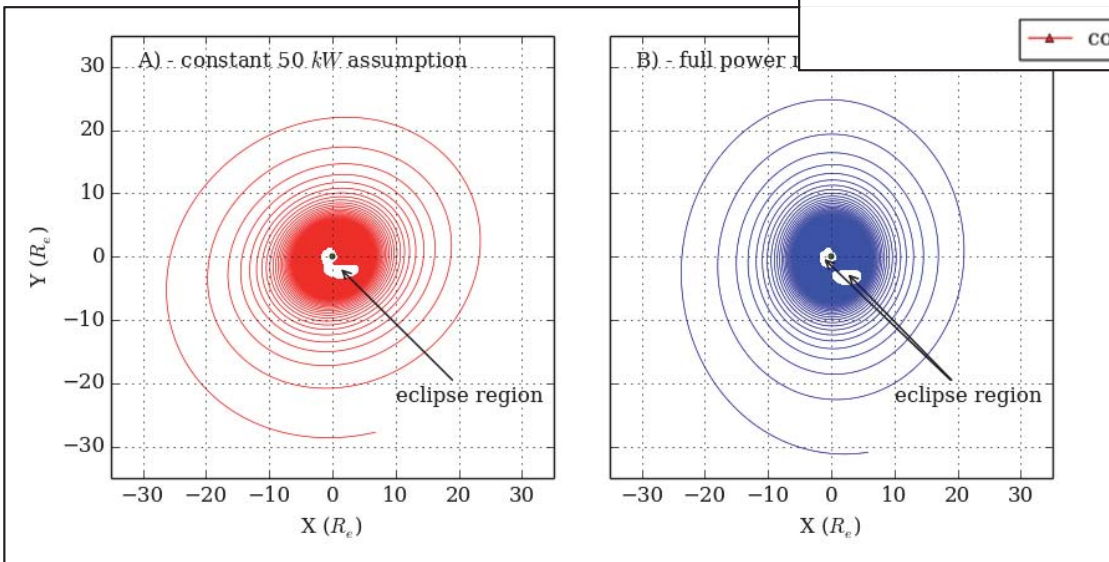 co
A) - constant 50 kW assumption
B) - full power
30
20
10
0
−10
−20
−30
Y (Re)
eclipse region
eclipse region
−30 −20 −10 0 10 20 30
−30 −20 −10 0 10 20 30
X (Re)
X (Re)